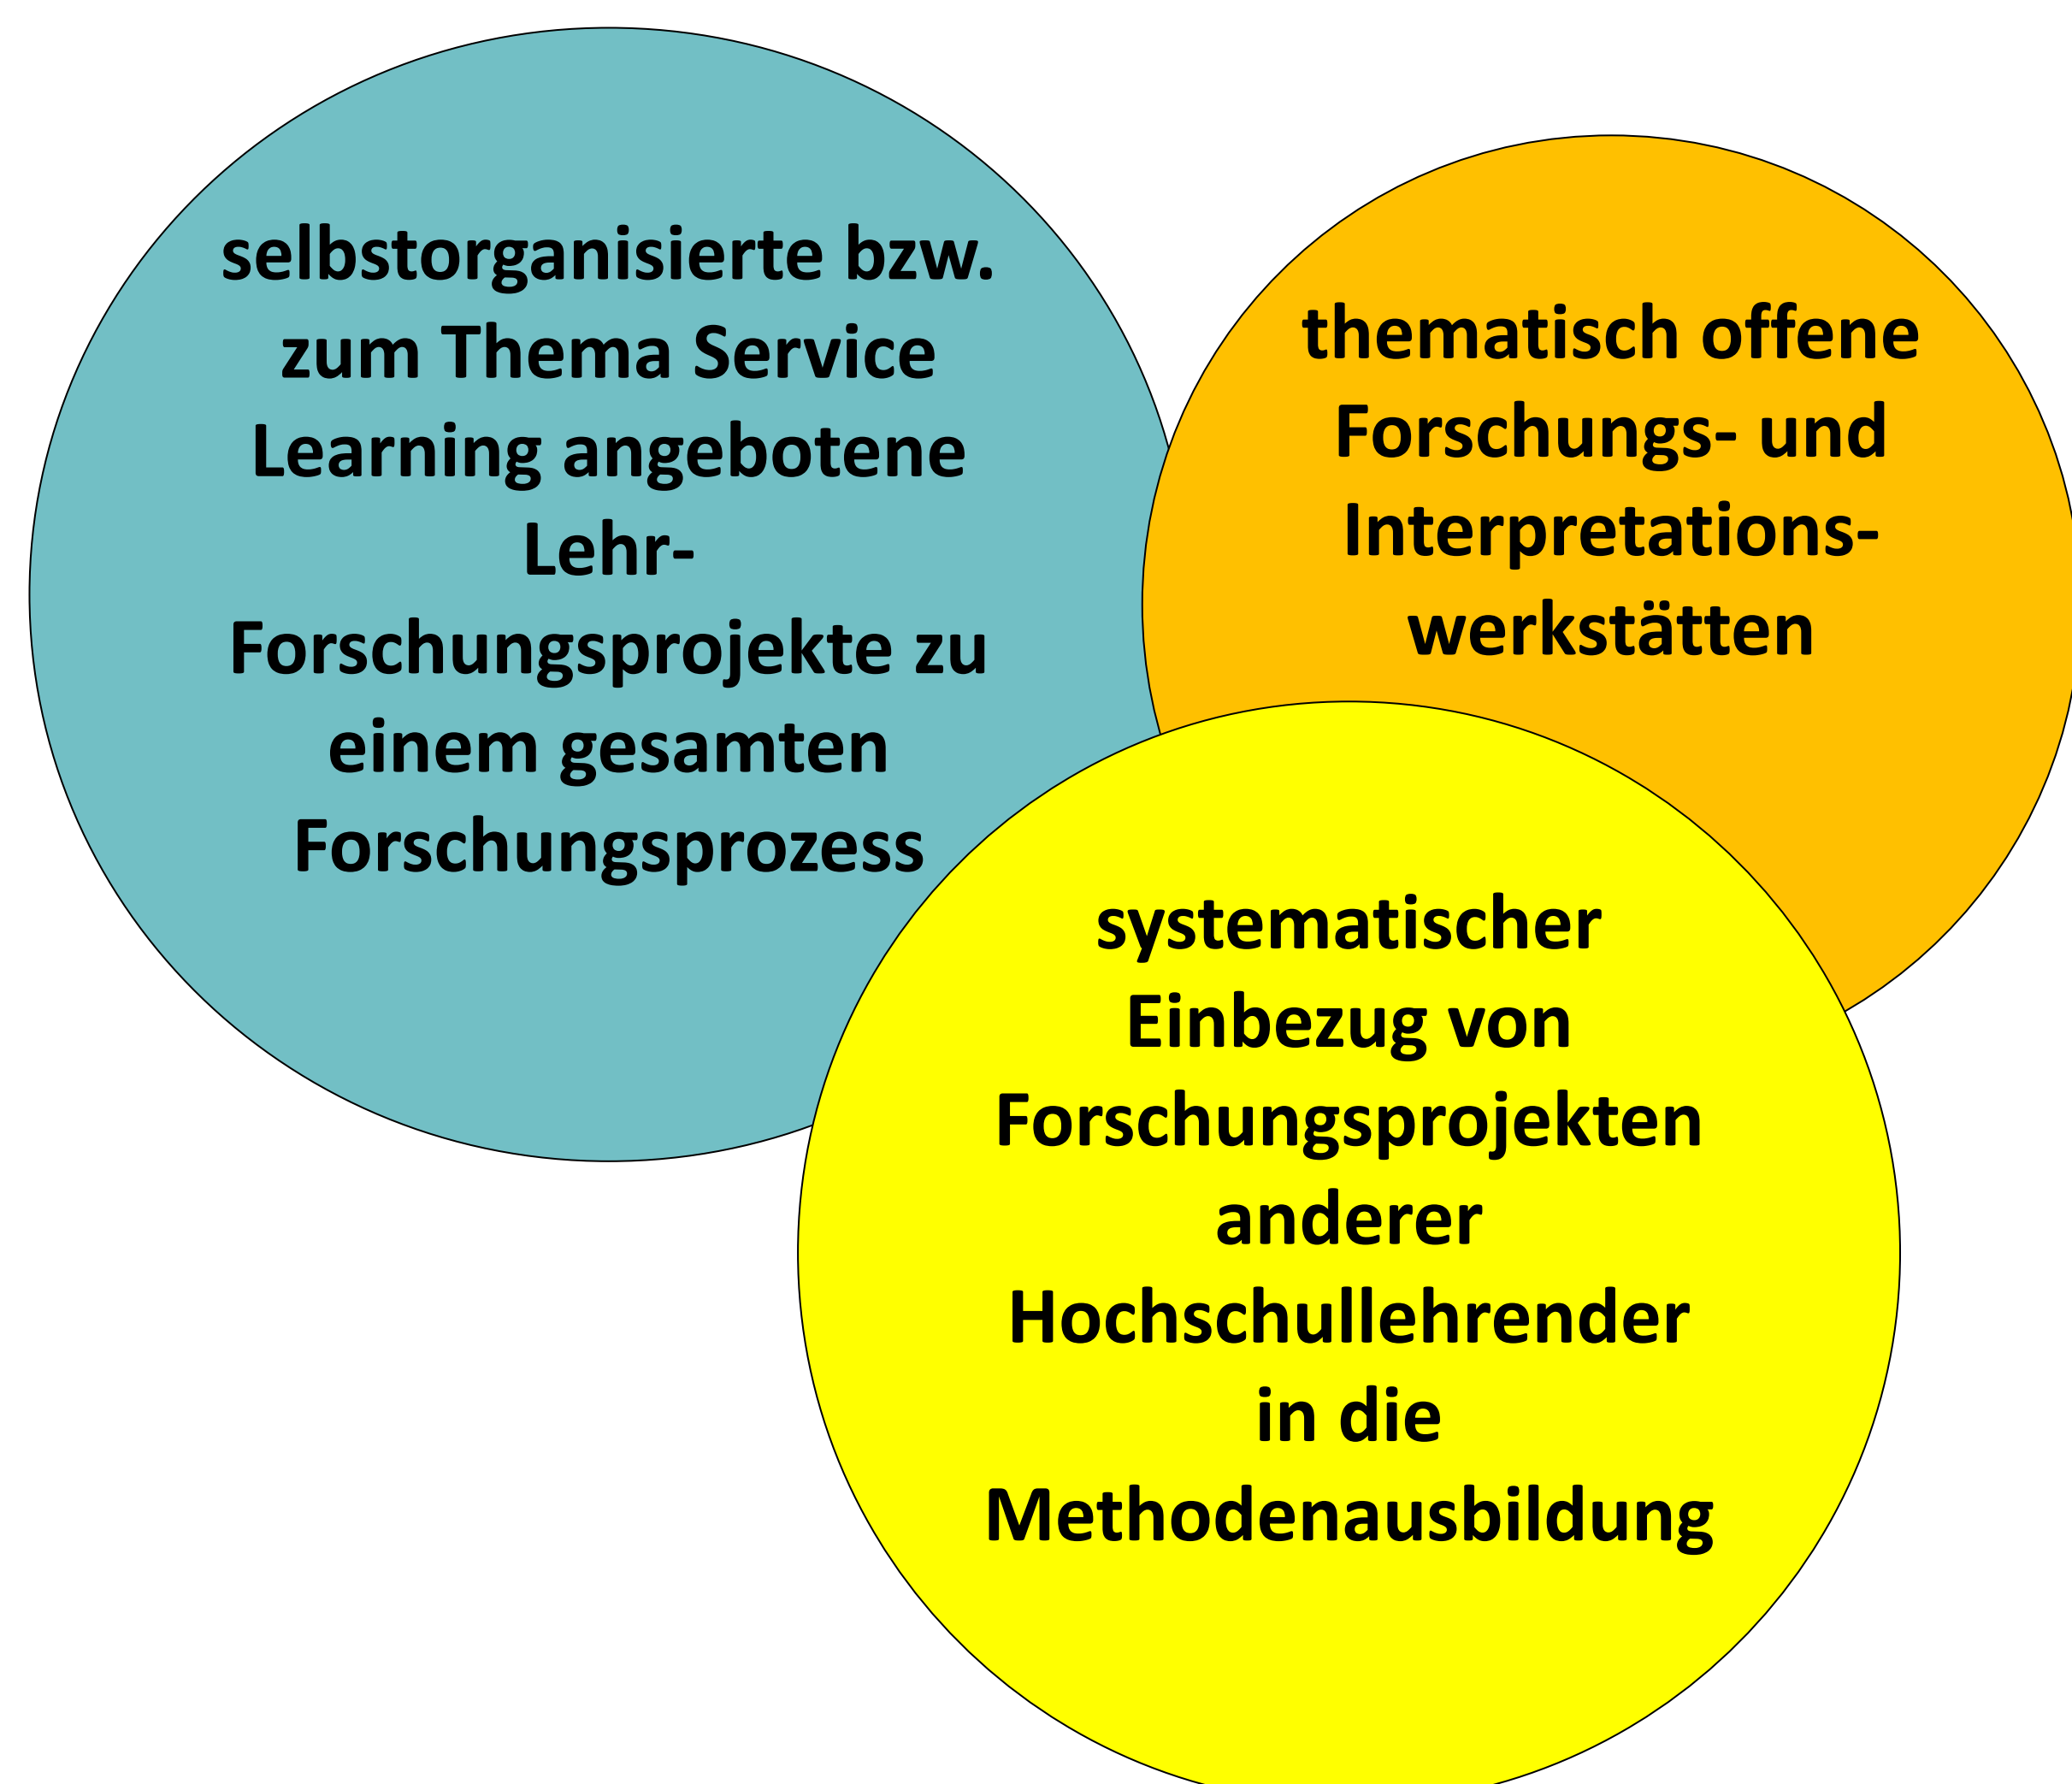 selbstorganisierte bzw.
zum Thema Service
Learning angebotene
Lehr-
Forschungsprojekte zu
einem gesamten
Forschungsprozess
thematisch offene
Forschungs- und
Interpretations-
werkstätten
systematischer
Einbezug von
Forschungsprojekten
anderer
Hochschullehrender
in die
Methodenausbildung